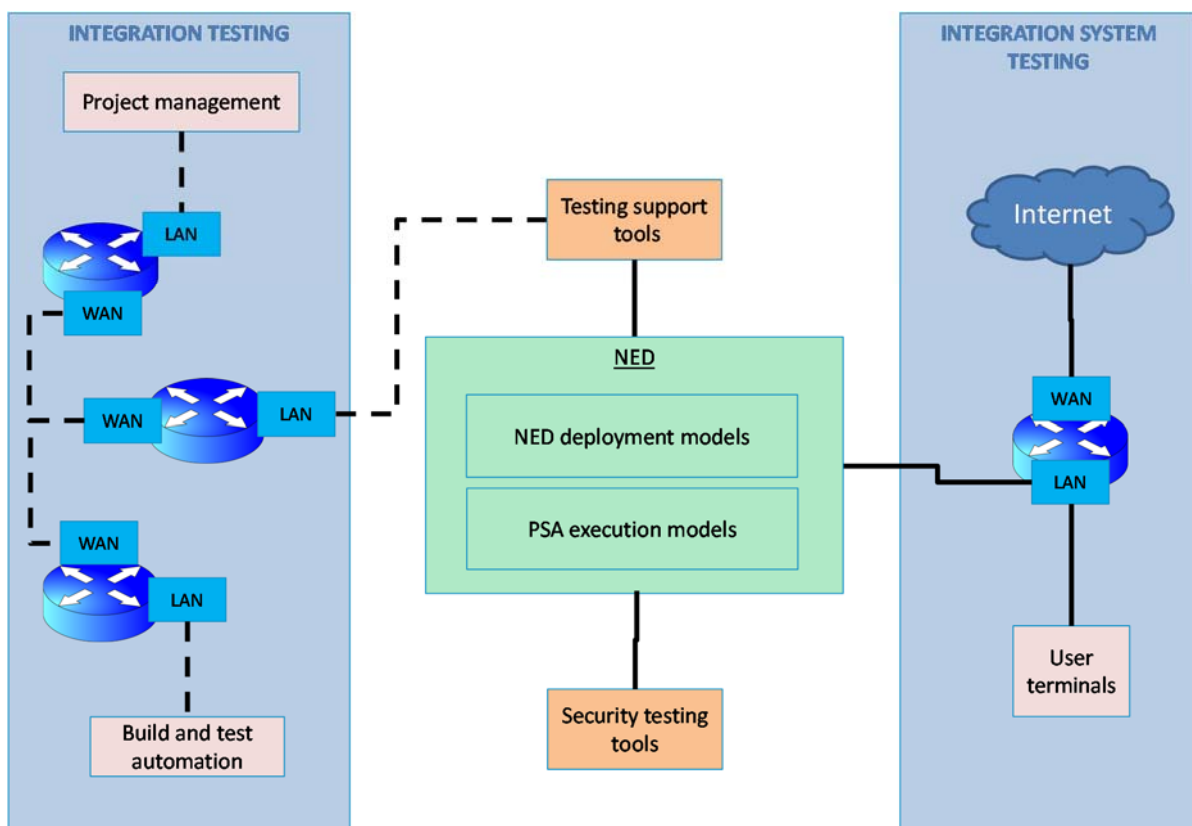 INTEGRATION TESTING
Project management
LAN
WAN
WAN
LAN
WAN
LAN
Build and test
automation
Testing support
tools
NED
NED deployment models
PSA execution models
Security testing
tools
INTEGRATION SYSTEM
TESTING
Internet
WAN
LAN
User
terminals